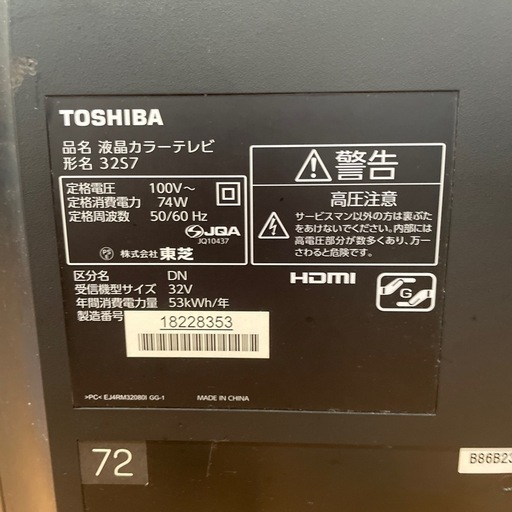 TOSHIBA
品名 液晶カラーテレビ
形名 32S7
定格電圧 100V～
定格消費電力 74W
定格周波数 50/60 Hz
JQA
JQ10437
株式会社 東芝
区分名 DN
受信機型サイズ 32V
年間消費電力量 53kWh/年
製造番号
18228353
>PC< EJ4RM32080I GG-1 MADE IN CHINA
警告
高圧注意
サービスマン以外の方は裏ぶた
をあけないでください。内部には
高電圧部分が数多くあり、万一
さわると危険です。
HDMI
G
72
B86B23